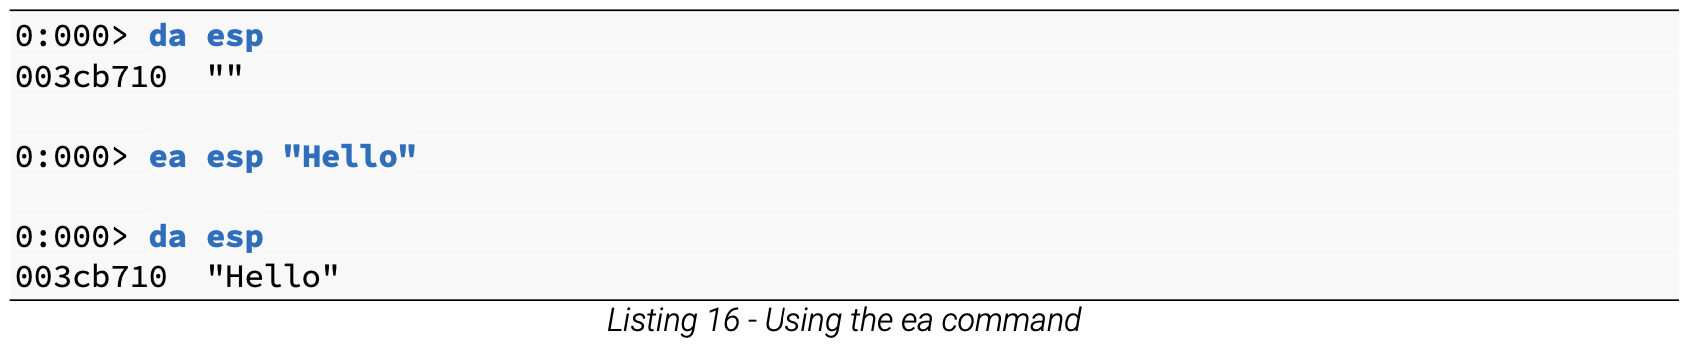 0:000> da esp
003cb710  ""
0:000> ea esp "Hello"
0:000> da esp
003cb710  "Hello"
Listing 16 - Using the ea command